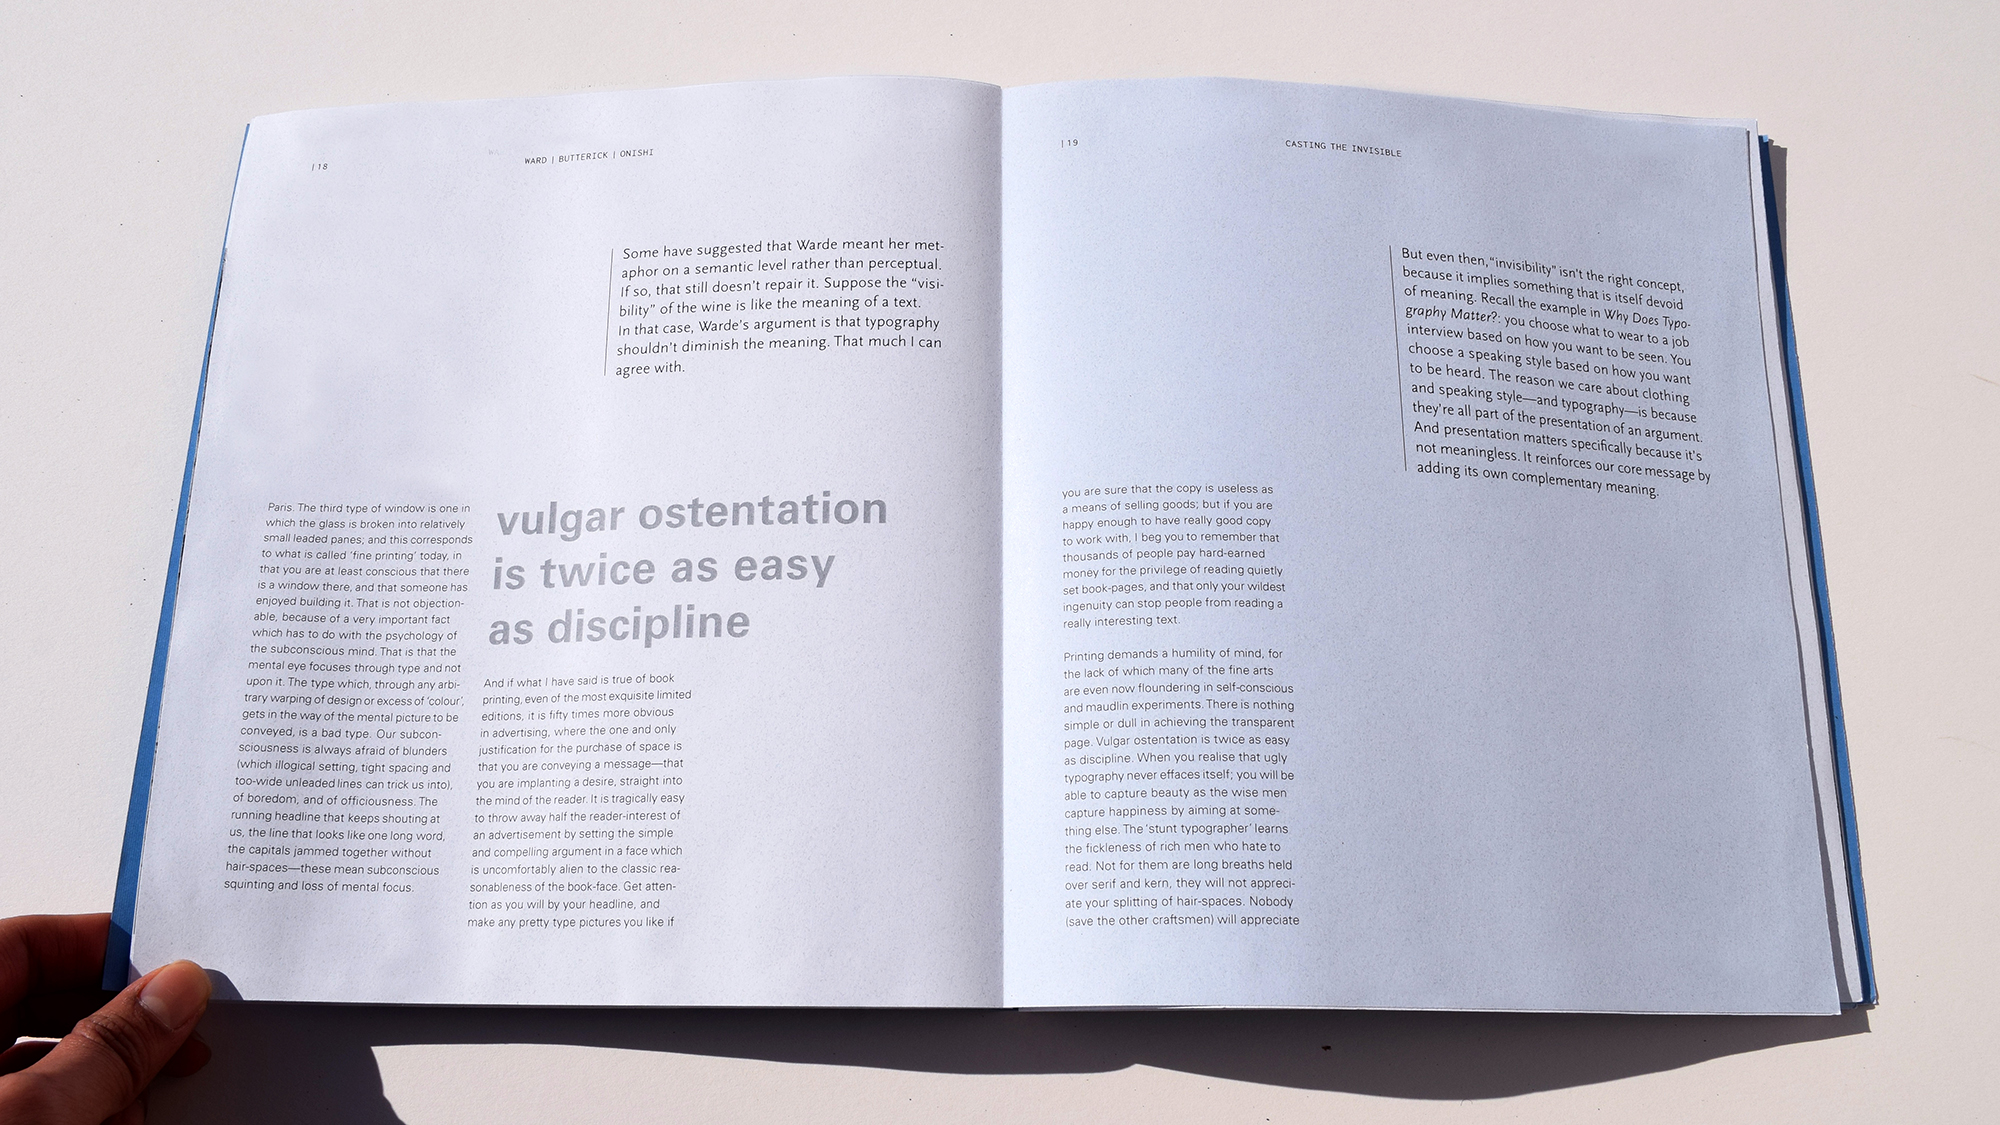 |18
WARD | BUTTERICK | ONISHI
Some have suggested that Warde meant her met-
aphor on a semantic level rather than perceptual.
If so, that still doesn't repair it. Suppose the “visi-
bility” of the wine is like the meaning of a text.
In that case, Warde's argument is that typography
shouldn't diminish the meaning. That much I can
agree with.
Paris. The third type of window is one in
which the glass is broken into relatively
small leaded panes; and this corresponds
to what is called ‘fine printing’ today, in
that you are at least conscious that there
is a window there, and that someone has
enjoyed building it. That is not objection-
able, because of a very important fact
which has to do with the psychology of
the subconscious mind. That is that the
mental eye focuses through type and not
upon it. The type which, through any arbi-
trary warping of design or excess of ‘colour’,
gets in the way of the mental picture to be
conveyed, is a bad type. Our subcon-
sciousness is always afraid of blunders
(which illogical setting, tight spacing and
too-wide unleaded lines can trick us into),
of boredom, and of officiousness. The
running headline that keeps shouting at
us, the line that looks like one long word,
the capitals jammed together without
hair-spaces—these mean subconscious
squinting and loss of mental focus.
vulgar ostentation
is twice as easy
as discipline
And if what I have said is true of book
printing, even of the most exquisite limited
editions, it is fifty times more obvious
in advertising, where the one and only
justification for the purchase of space is
that you are conveying a message—that
you are implanting a desire, straight into
the mind of the reader. It is tragically easy
to throw away half the reader-interest of
an advertisement by setting the simple
and compelling argument in a face which
is uncomfortably alien to the classic rea-
sonableness of the book-face. Get atten-
tion as you will by your headline, and
make any pretty type pictures you like if
|19
CASTING THE INVISIBLE
But even then, “invisibility” isn't the right concept,
because it implies something that is itself devoid
of meaning. Recall the example in Why Does Typo-
graphy Matter?: you choose what to wear to a job
interview based on how you want to be seen. You
choose a speaking style based on how you want
to be heard. The reason we care about clothing
and speaking style—and typography—is because
they're all part of the presentation of an argument.
And presentation matters specifically because it's
not meaningless. It reinforces our core message by
adding its own complementary meaning.
you are sure that the copy is useless as
a means of selling goods; but if you are
happy enough to have really good copy
to work with, I beg you to remember that
thousands of people pay hard-earned
money for the privilege of reading quietly
set book-pages, and that only your wildest
ingenuity can stop people from reading a
really interesting text.
Printing demands a humility of mind, for
the lack of which many of the fine arts
are even now floundering in self-conscious
and maudlin experiments. There is nothing
simple or dull in achieving the transparent
page. Vulgar ostentation is twice as easy
as discipline. When you realise that ugly
typography never effaces itself; you will be
able to capture beauty as the wise men
capture happiness by aiming at some-
thing else. The ‘stunt typographer’ learns
the fickleness of rich men who hate to
read. Not for them are long breaths held
over serif and kern, they will not appreci-
ate your splitting of hair-spaces. Nobody
(save the other craftsmen) will appreciate